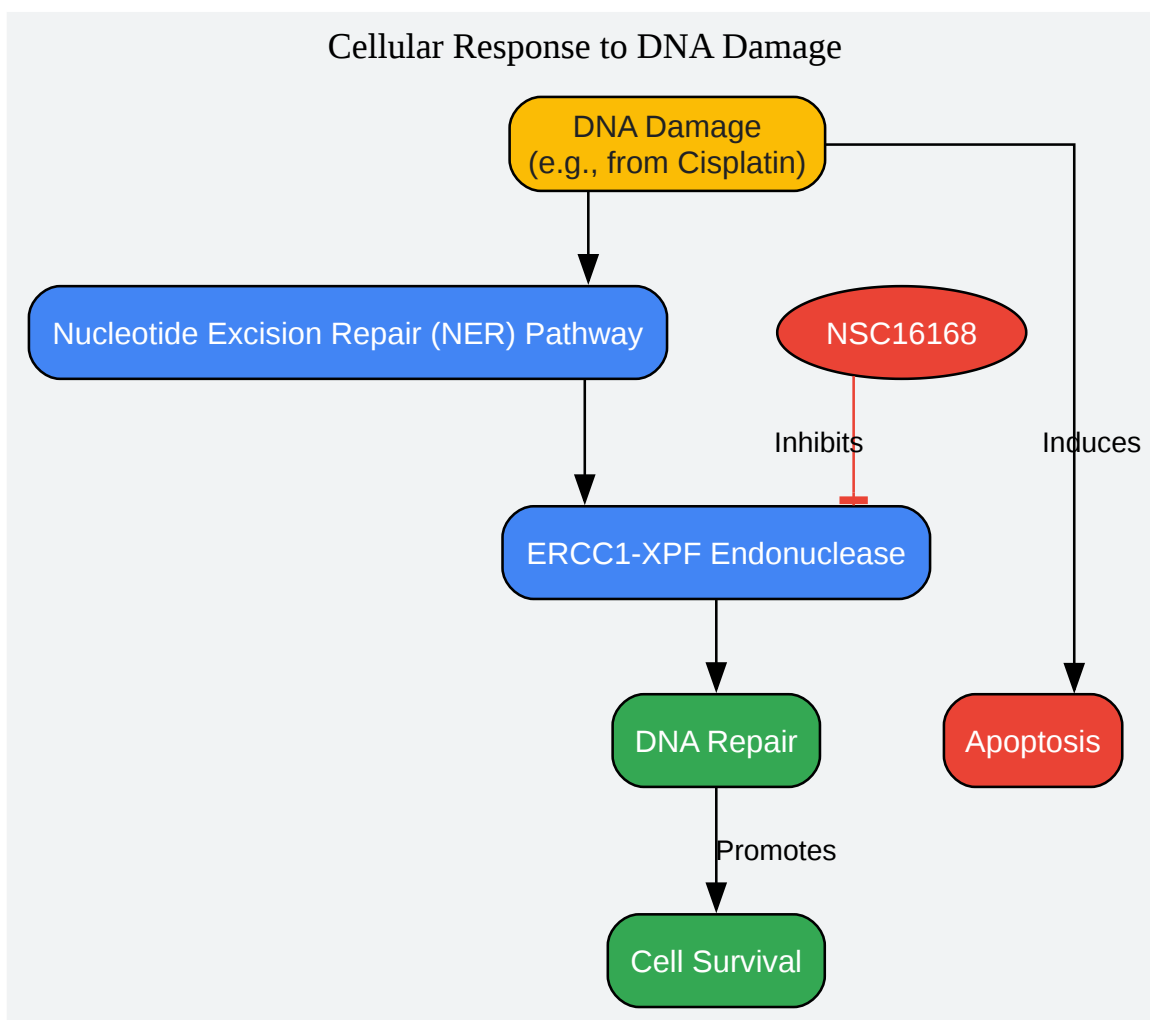 Cellular Response to DNA Damage
DNA Damage
(e.g., from Cisplatin)
Nucleotide Excision Repair (NER) Pathway
NSC16168
Inhibits
Induces
ERCC1-XPF Endonuclease
DNA Repair
Apoptosis
Promotes
Cell Survival